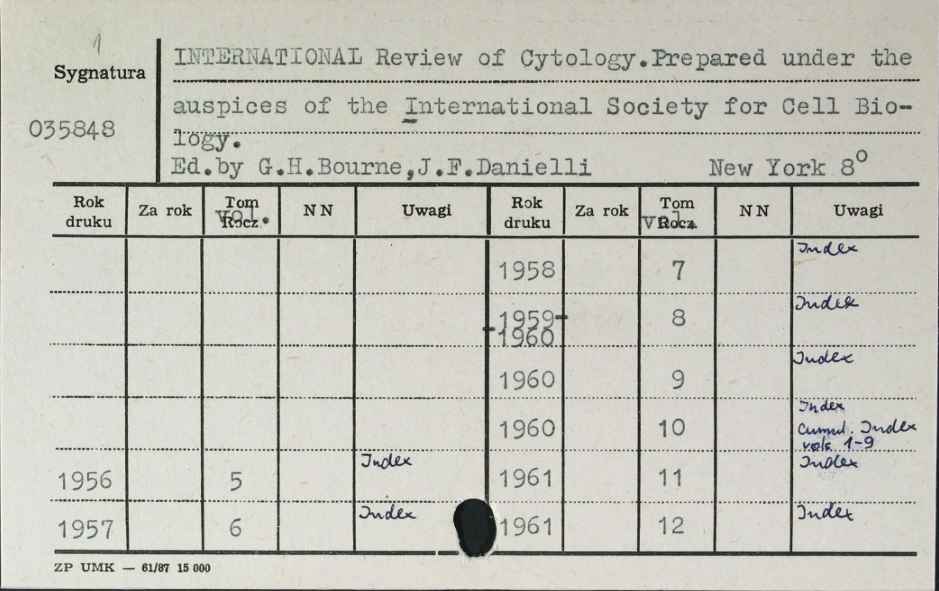 1
Sygnatura
035848
INTERNATIONAL Review of Cytology.Prepared under the
auspices of the International Society for Cell Bio-
logy.
Ed.by G.H.Bourne,J.F.Danielli New York 8⁰
Rok druku Za rok Tom Rocz. vol. NN Uwagi Rok druku Za rok Tom Rocz. vol. NN Uwagi
1958 7 Index
1959-
-1960 8 Index
1960 9 Index
1960 10 Index
Cumul. Index
vols 1-9
1956 5 Index 1961 11 Index
1957 6 Index 1961 12 Index
ZP UMK — 61/87 15 000